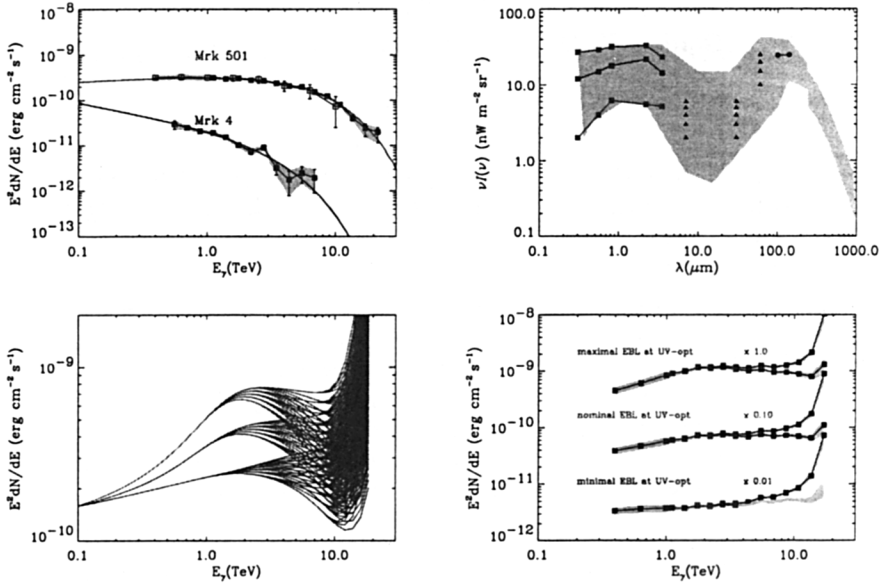 10⁻⁸
10⁻⁹
10⁻¹⁰
10⁻¹¹
10⁻¹²
10⁻¹³
E²dN/dE (erg cm⁻² s⁻¹)
Mrk 501
Mrk 4
0.1 1.0 10.0
Eγ(TeV)
100.0
10.0
1.0
0.1
νI(ν) (nW m⁻² sr⁻¹)
0.1 1.0 10.0 100.0 1000.0
λ(μm)
10⁻⁹
10⁻¹⁰
E²dN/dE (erg cm⁻² s⁻¹)
0.1 1.0 10.0
Eγ(TeV)
10⁻⁸
10⁻⁹
10⁻¹⁰
10⁻¹¹
10⁻¹²
E²dN/dE (erg cm⁻² s⁻¹)
maximal EBL at UV-opt x 1.0
nominal EBL at UV-opt x 0.10
minimal EBL at UV-opt x 0.01
0.1 1.0 10.0
Eγ(TeV)